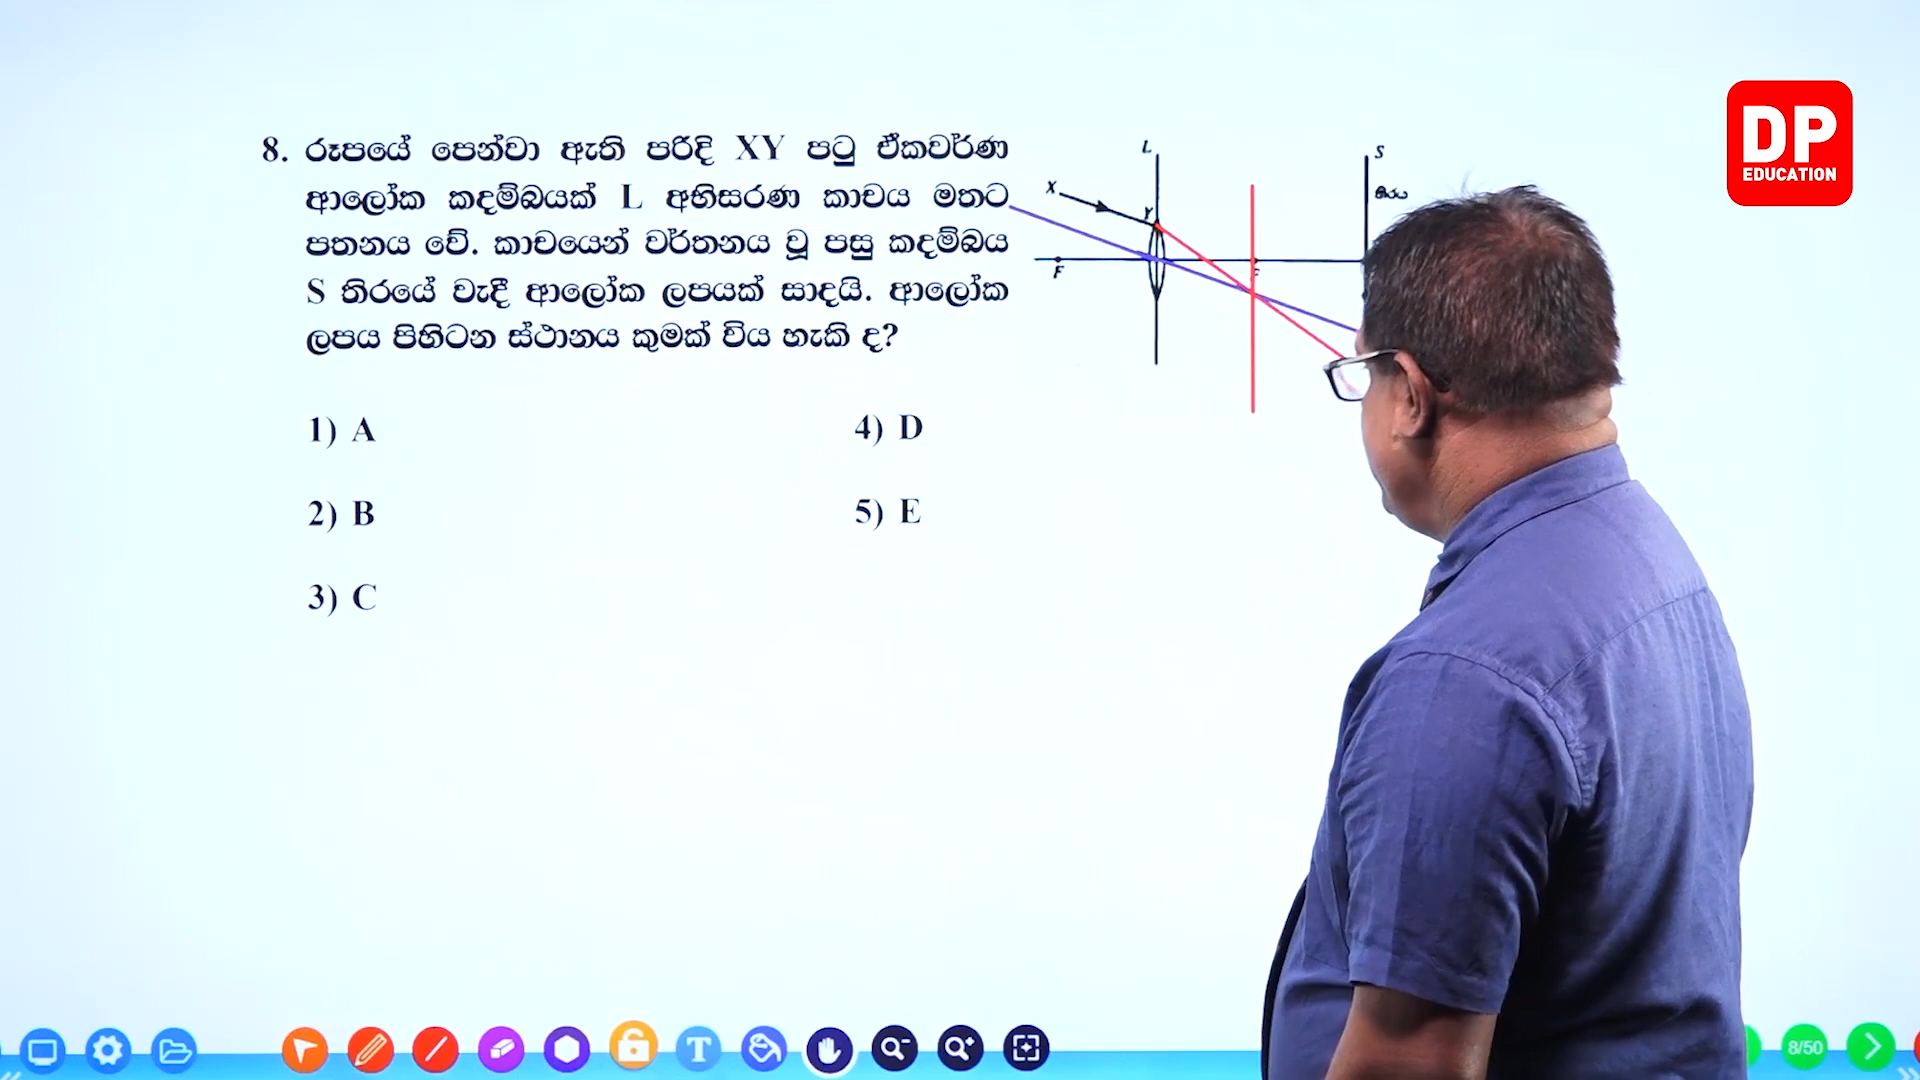 DP
EDUCATION
8. රූපයේ පෙන්වා ඇති පරිදි XY පටු ඒකවර්ණ
ආලෝක කදම්බයක් L අභිසරණ කාචය මතට
පතනය වේ. කාචයෙන් වර්තනය වූ පසු කදම්බය
S තිරයේ වැදී ආලෝක ලපයක් සාදයි. ආලෝක
ලපය පිහිටන ස්ථානය කුමක් විය හැකි ද?
L
S
X
තිරය
Y
F
F
1) A
4) D
2) B
5) E
3) C
T
8/50